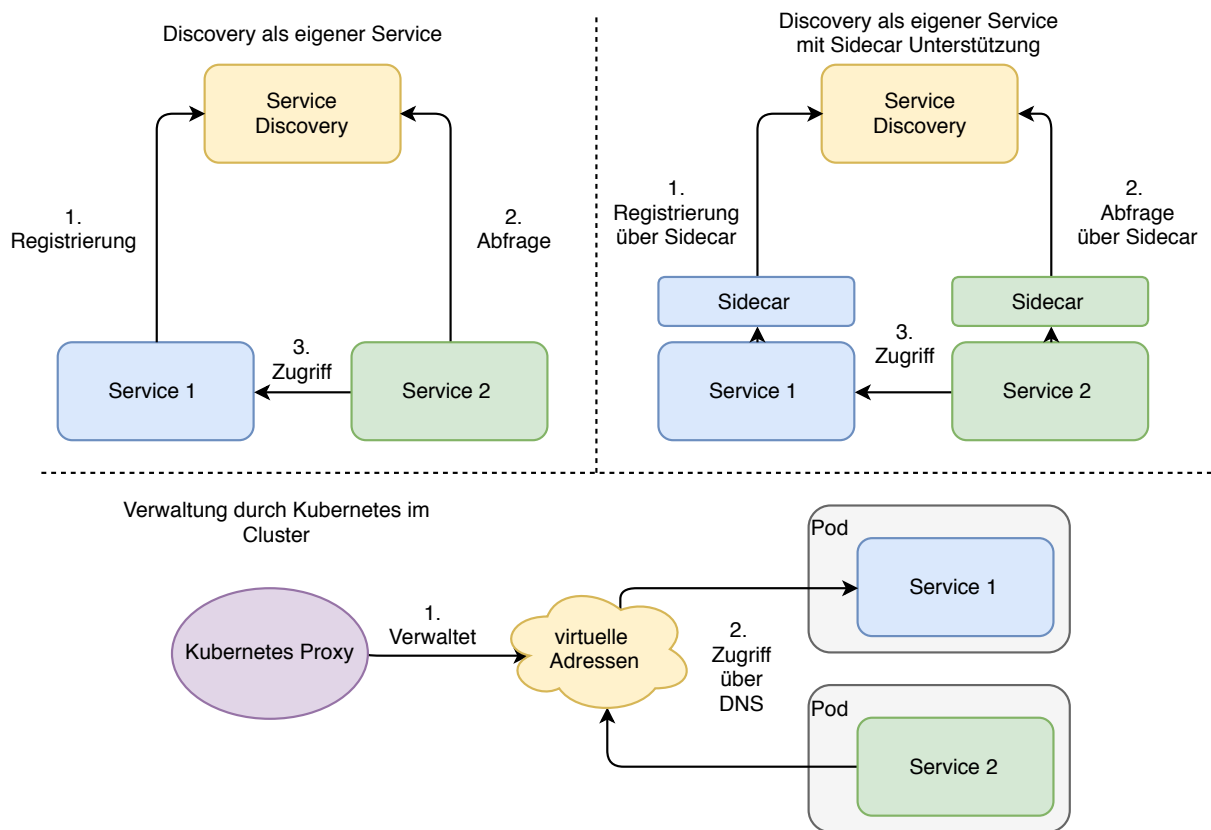 Discovery als eigener Service
Service
Discovery
1.
Registrierung
2.
Abfrage
3.
Zugriff
Service 1
Service 2
Discovery als eigener Service
mit Sidecar Unterstützung
Service
Discovery
1.
Registrierung
über Sidecar
2.
Abfrage
über Sidecar
Sidecar
Sidecar
3.
Zugriff
Service 1
Service 2
Verwaltung durch Kubernetes im
Cluster
Kubernetes Proxy
1.
Verwaltet
virtuelle
Adressen
2.
Zugriff
über
DNS
Pod
Service 1
Pod
Service 2